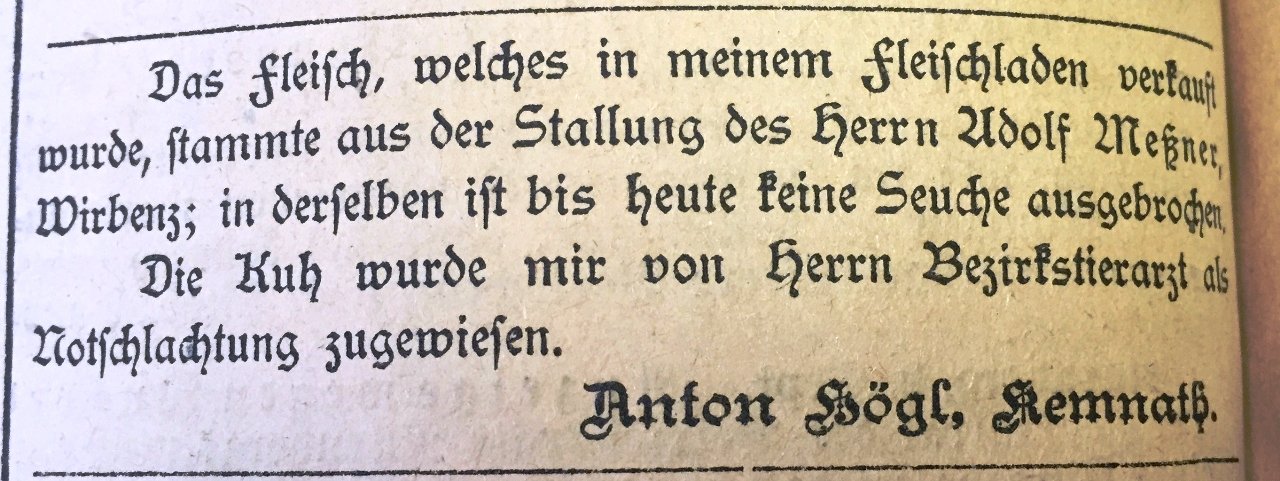 Das Fleisch, welches in meinem Fleischladen verkauft
wurde, stammte aus der Stallung des Herrn Adolf Meßner,
Wirbenz; in derselben ist bis heute keine Seuche ausgebrochen.
Die Kuh wurde mir von Herrn Bezirkstierarzt als
Notschlachtung zugewiesen.
Anton Högl, Kemnath.